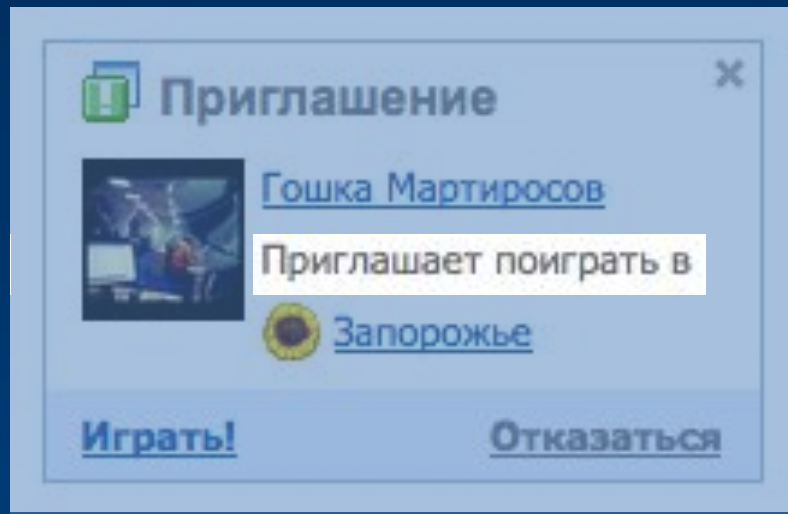 Приглашение
Гошка Мартиросов
Приглашает поиграть в
Запорожье
Играть! Отказаться